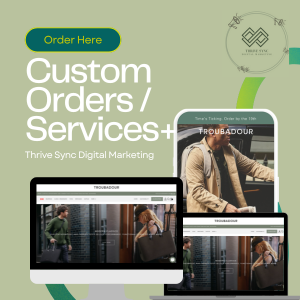 Order Here
THRIVE SYNC
Custom
Orders /
Services+
Thrive Sync Digital Marketing
Time's Ticking: Order by the 15th
TROUBADOUR
TROUBADOUR
TROUBADOUR